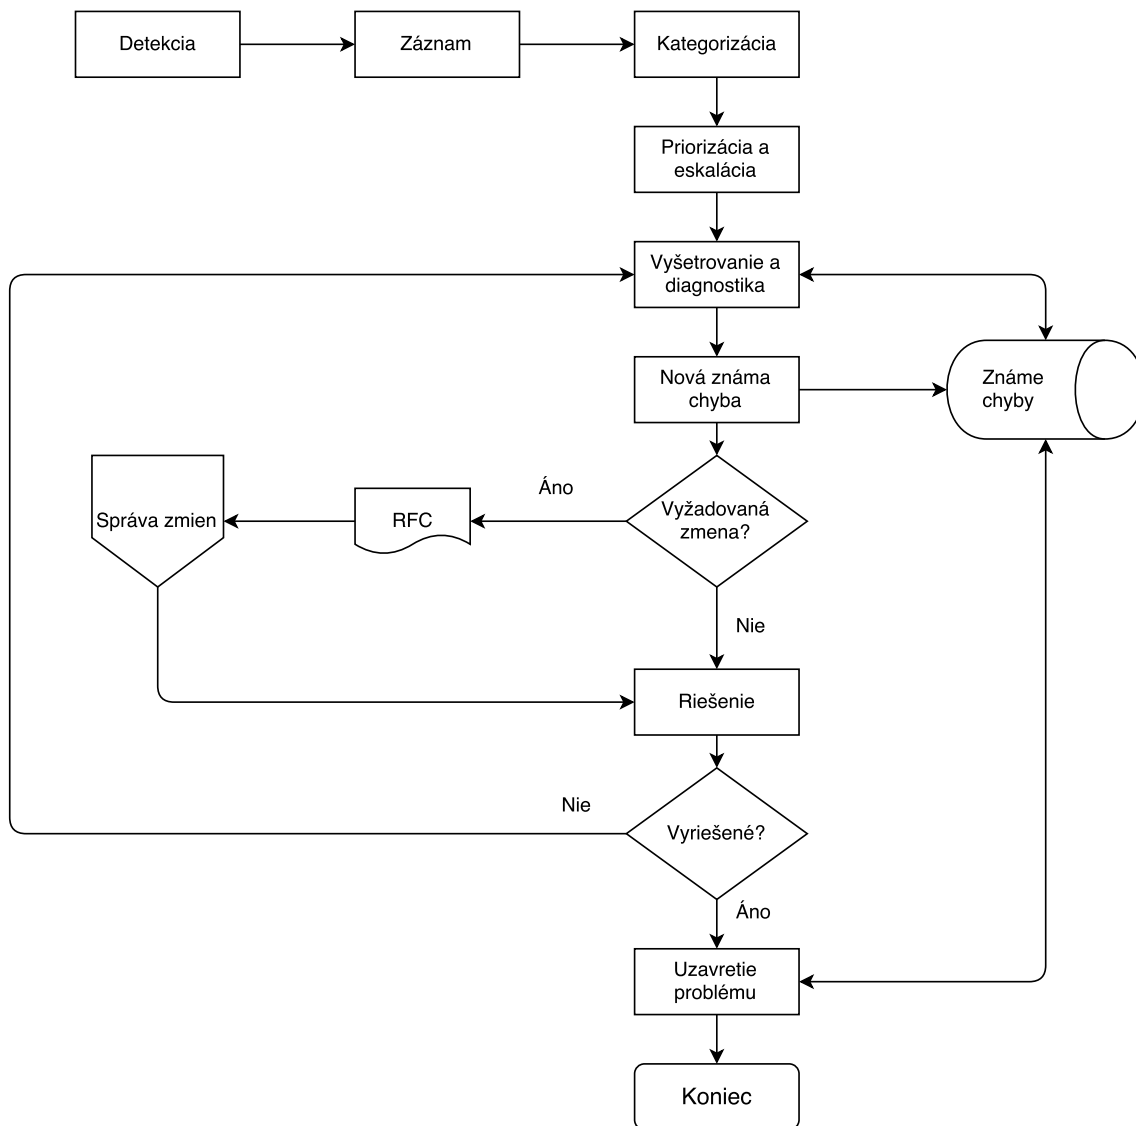 Detekcia
Záznam
Kategorizácia
Priorizácia a
eskalácia
Vyšetrovanie a
diagnostika
Nová známa
chyba
Známe
chyby
Áno
Vyžadovaná
zmena?
RFC
Správa zmien
Nie
Riešenie
Nie
Vyriešené?
Áno
Uzavretie
problému
Koniec